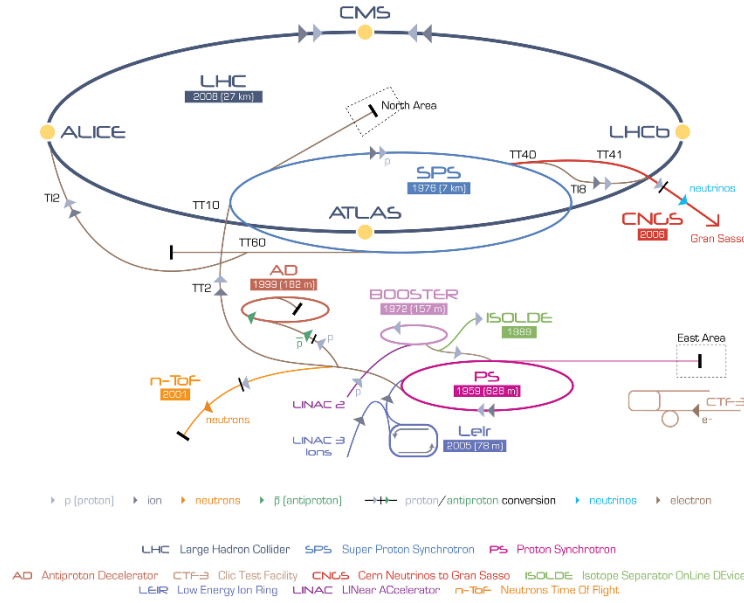 CMS
LHC
2008 (27 km)
North Area
ALICE
LHCb
TT40
TT41
SPS
1976 (7 km)
p
TI8
TI2
TT10
neutrinos
ATLAS
CNGS
2006
Gran Sasso
TT60
AD
1999 (182 m)
TT2
BOOSTER
1972 (157 m)
ISOLDE
1989
p
p̅
East Area
n-ToF
2001
LINAC 2
p
PS
1959 (628 m)
CTF-3
e-
neutrons
LINAC 3
Ions
Leir
2005 (78 m)
p (proton)
ion
neutrons
p̅ (antiproton)
proton/antiproton conversion
neutrinos
electron
LHC Large Hadron Collider
SPS Super Proton Synchrotron
PS Proton Synchrotron
AD Antiproton Decelerator
CTF-3 Clic Test Facility
CNGS Cern Neutrinos to Gran Sasso
ISOLDE Isotope Separator OnLine DEvice
LEIR Low Energy Ion Ring
LINAC LINear ACcelerator
n-ToF Neutrons Time Of Flight